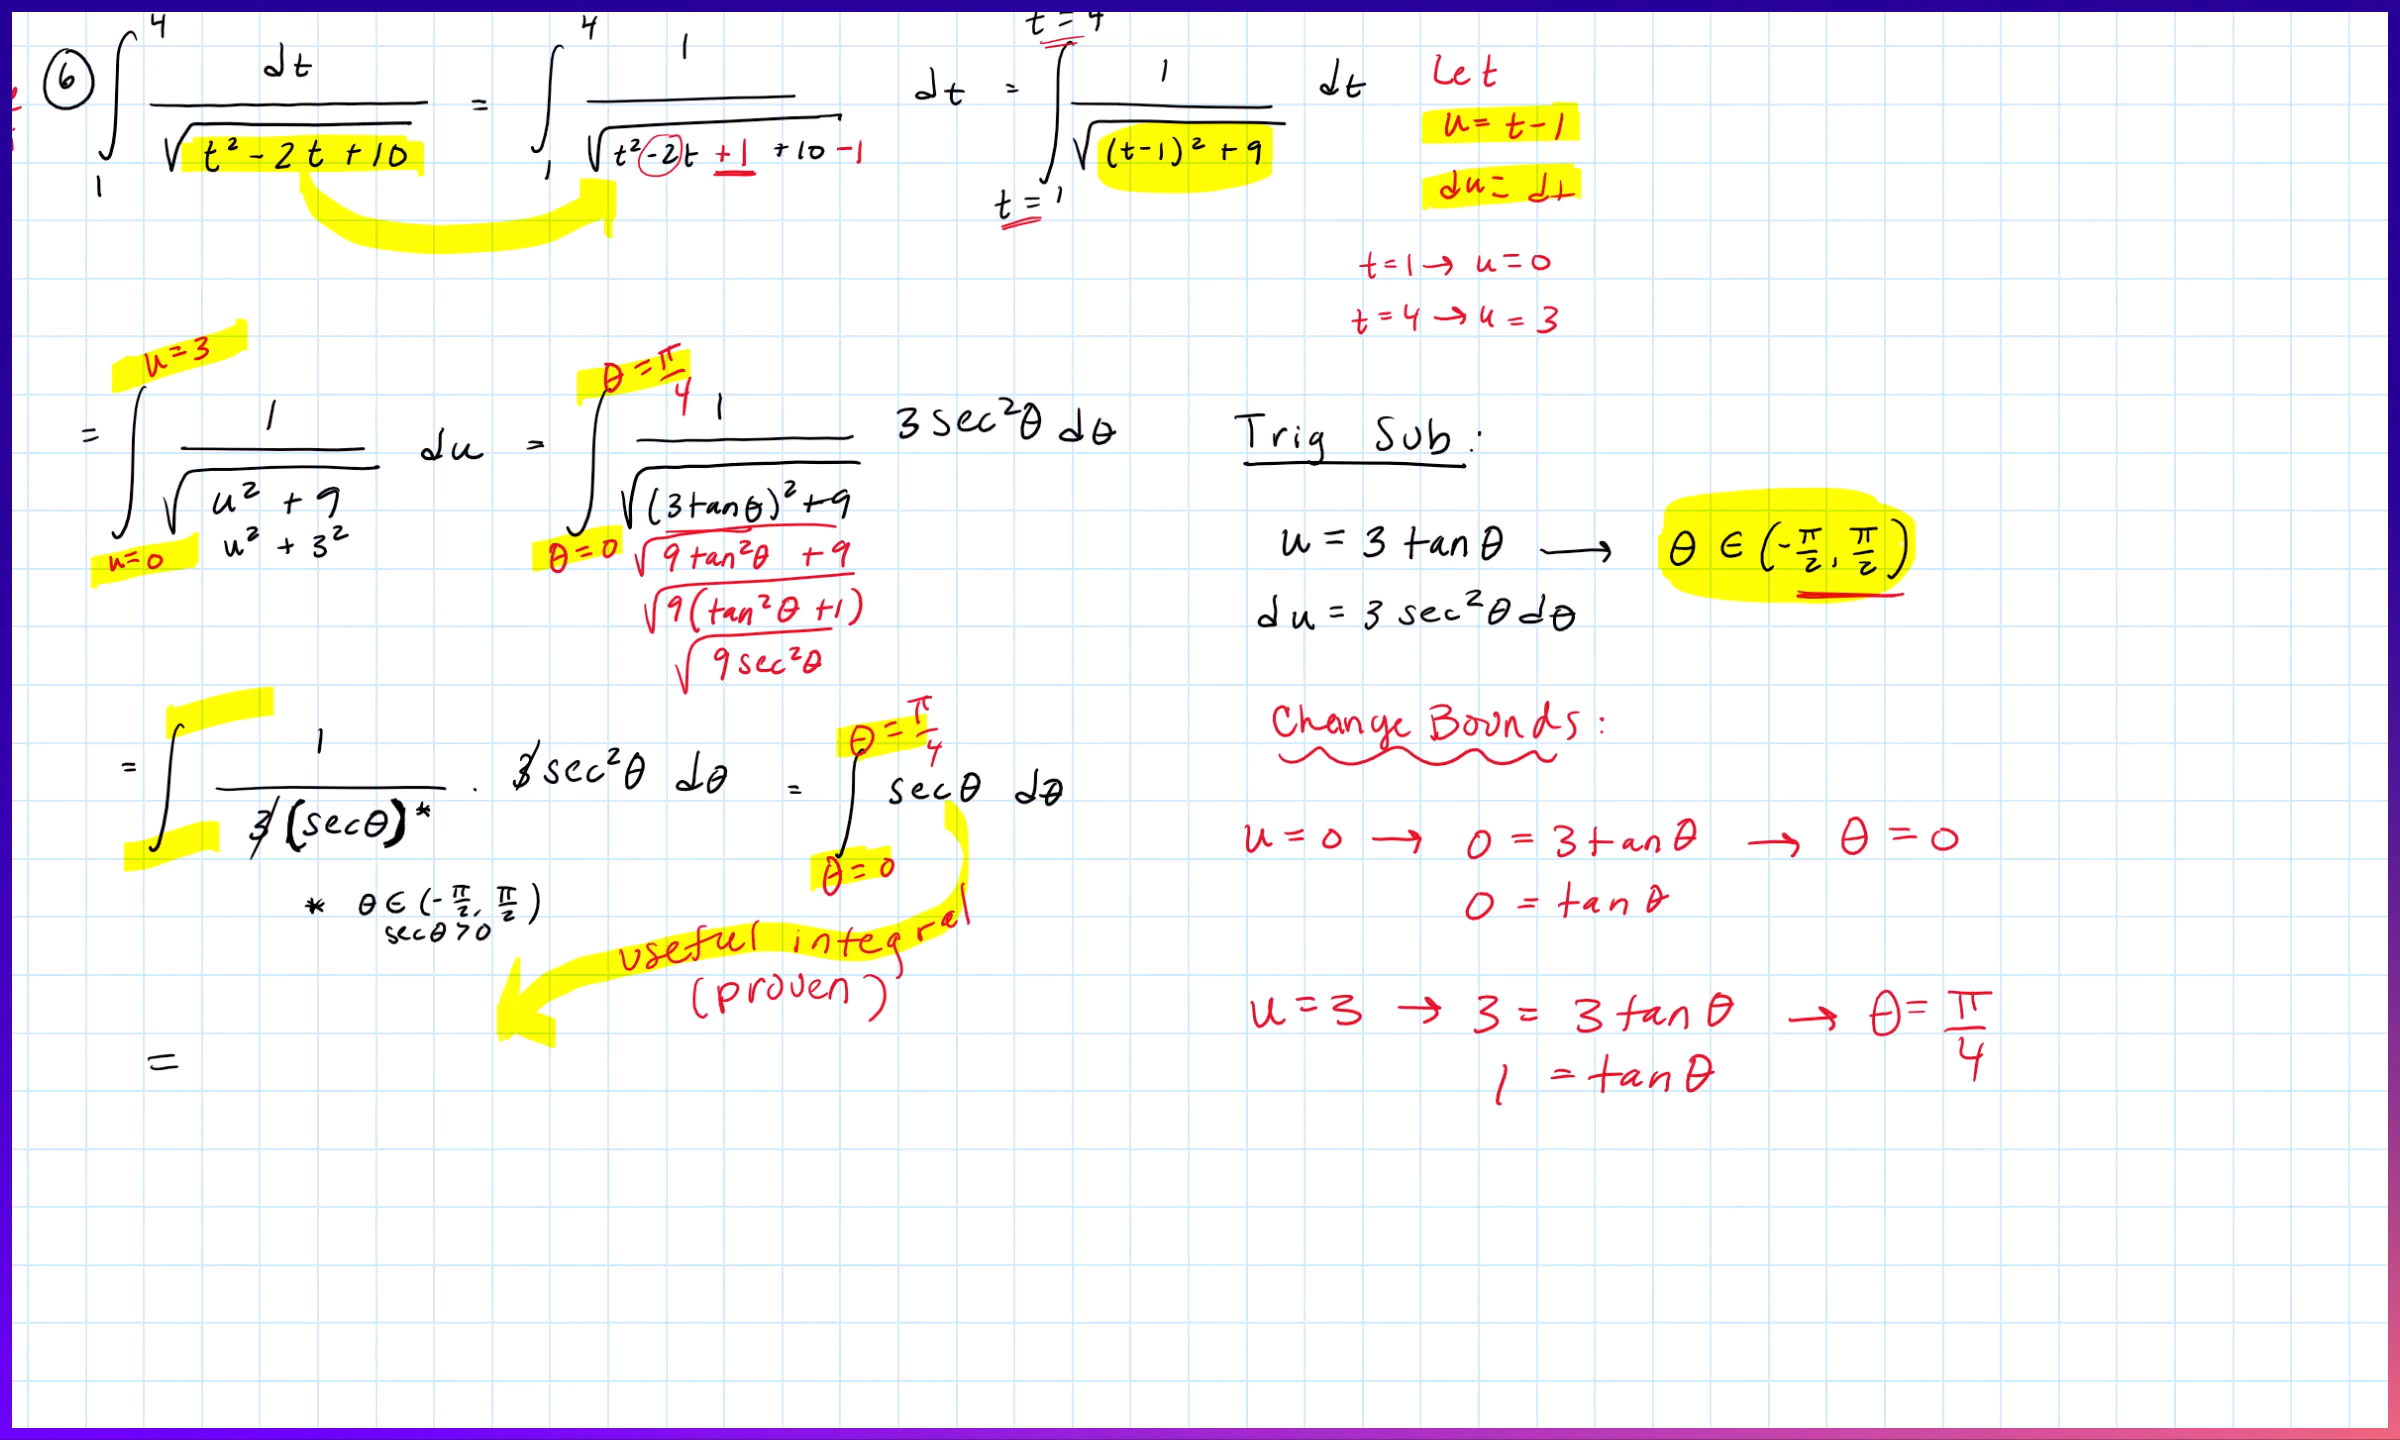 ⑥ ∫₁⁴ dt / √(t² - 2t + 10) = ∫₁⁴ 1 / √(t² - 2t + 1 + 10 - 1) dt = ∫_{t=1}^{t=4} 1 / √((t-1)² + 9) dt
Let
u = t-1
du = dt
t=1 → u=0
t=4 → u=3
= ∫_{u=0}^{u=3} 1 / √(u² + 9) du = ∫_{θ=0}^{θ=π/4} 1 / √((3tanθ)² + 9) 3 sec²θ dθ
u² + 3²
√(9tan²θ + 9)
√(9(tan²θ + 1))
√(9sec²θ)
Trig Sub:
u = 3 tanθ → θ ∈ (-π/2, π/2)
du = 3 sec²θ dθ
= ∫ 1 / 3(secθ)* · 3sec²θ dθ = ∫_{θ=0}^{θ=π/4} secθ dθ
* θ ∈ (-π/2, π/2)
secθ > 0
useful integral
(proven)
=
Change Bounds:
u = 0 → 0 = 3tanθ → θ = 0
0 = tanθ
u = 3 → 3 = 3tanθ → θ = π/4
1 = tanθ